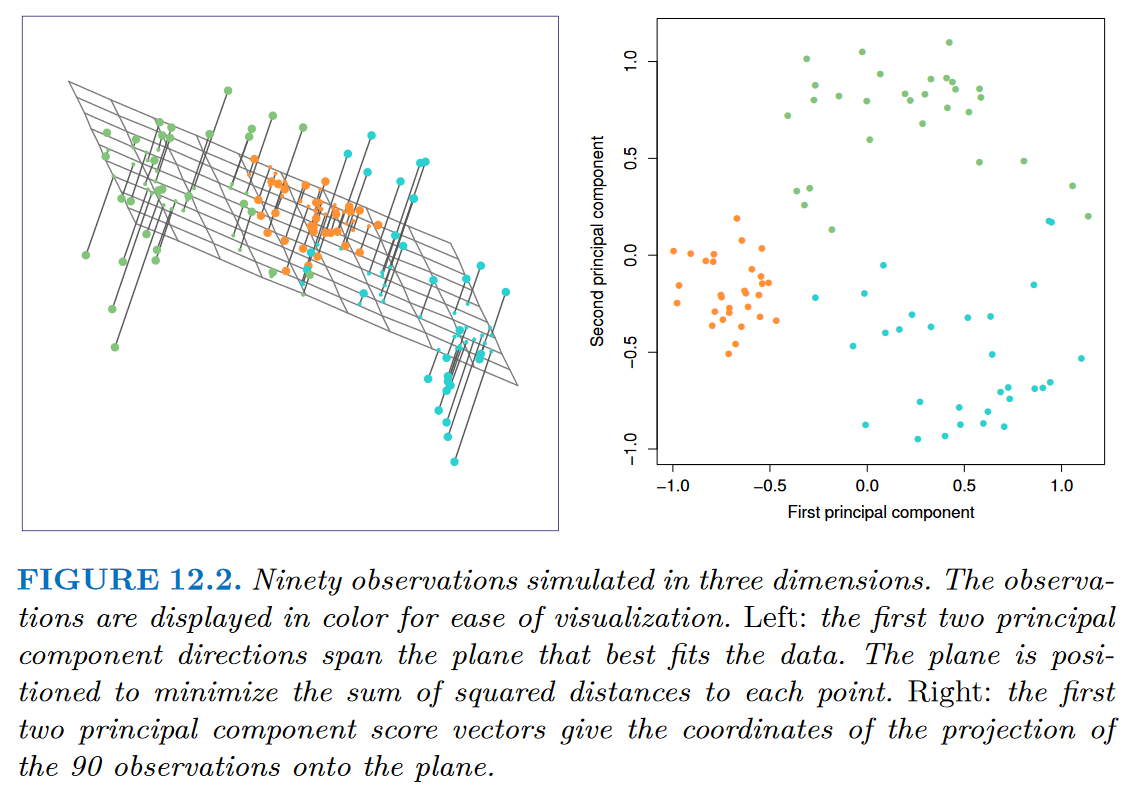 1.0
0.5
0.0
−0.5
−1.0
Second principal component
−1.0 −0.5 0.0 0.5 1.0
First principal component
FIGURE 12.2. Ninety observations simulated in three dimensions. The observa-
tions are displayed in color for ease of visualization. Left: the first two principal
component directions span the plane that best fits the data. The plane is posi-
tioned to minimize the sum of squared distances to each point. Right: the first
two principal component score vectors give the coordinates of the projection of
the 90 observations onto the plane.